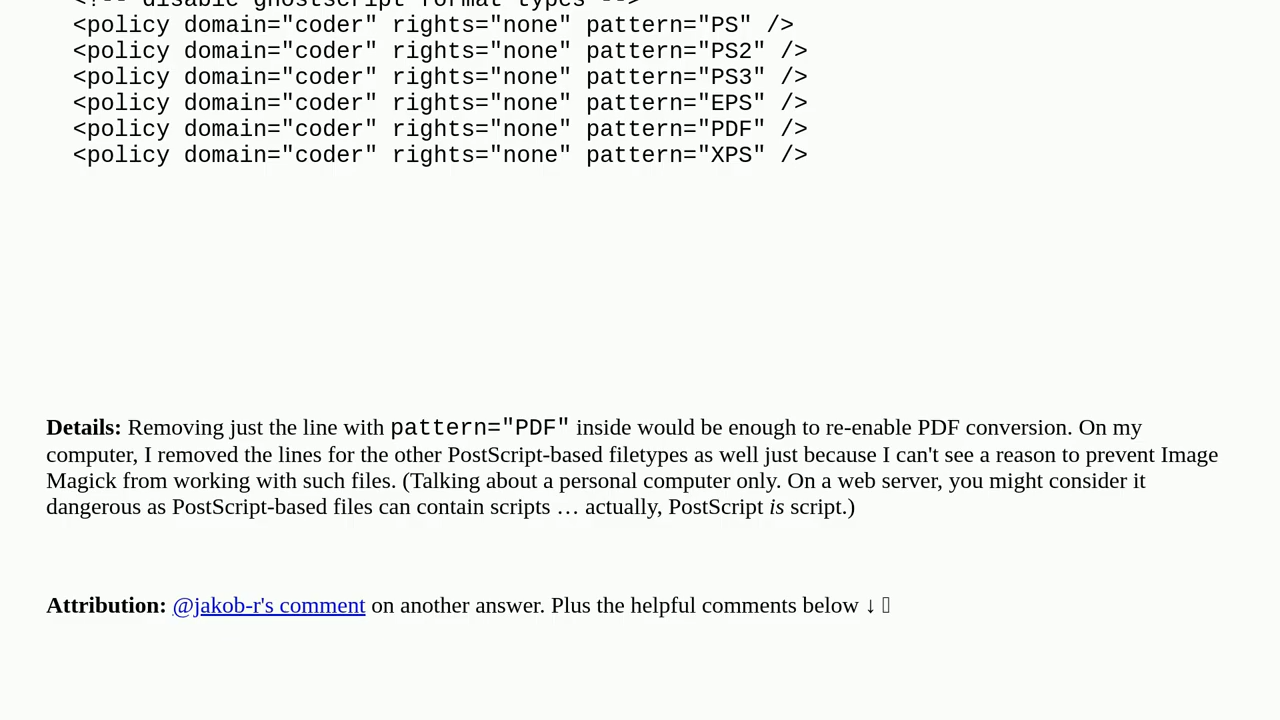 <!-- disable ghostscript format types -->
<policy domain="coder" rights="none" pattern="PS" />
<policy domain="coder" rights="none" pattern="PS2" />
<policy domain="coder" rights="none" pattern="PS3" />
<policy domain="coder" rights="none" pattern="EPS" />
<policy domain="coder" rights="none" pattern="PDF" />
<policy domain="coder" rights="none" pattern="XPS" />
Details: Removing just the line with pattern="PDF" inside would be enough to re-enable PDF conversion. On my
computer, I removed the lines for the other PostScript-based filetypes as well just because I can't see a reason to prevent Image
Magick from working with such files. (Talking about a personal computer only. On a web server, you might consider it
dangerous as PostScript-based files can contain scripts … actually, PostScript is script.)
Attribution: @jakob-r's comment on another answer. Plus the helpful comments below ↓